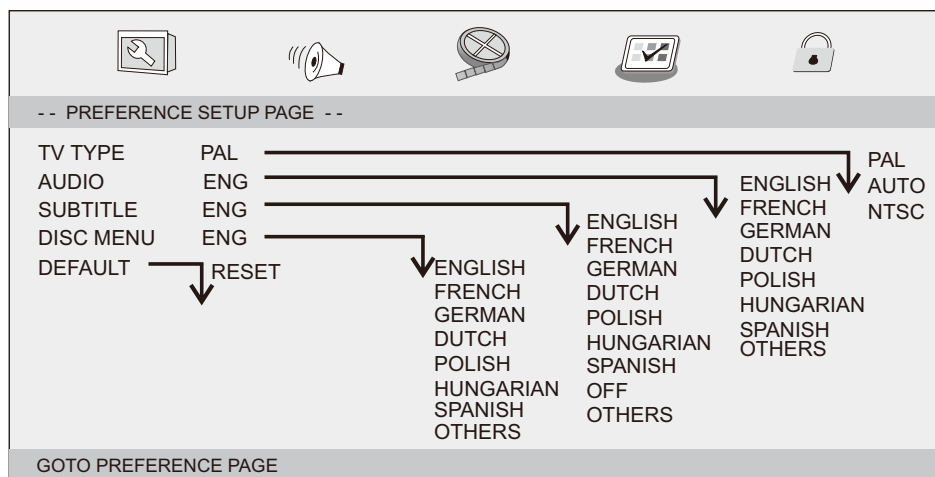 - - PREFERENCE SETUP PAGE - -
TV TYPE PAL
AUDIO ENG
SUBTITLE ENG
DISC MENU ENG
DEFAULT RESET
ENGLISH
FRENCH
GERMAN
DUTCH
POLISH
HUNGARIAN
SPANISH
OTHERS
ENGLISH
FRENCH
GERMAN
DUTCH
POLISH
HUNGARIAN
SPANISH
OFF
OTHERS
ENGLISH
FRENCH
GERMAN
DUTCH
POLISH
HUNGARIAN
SPANISH
OTHERS
PAL
AUTO
NTSC
GOTO PREFERENCE PAGE